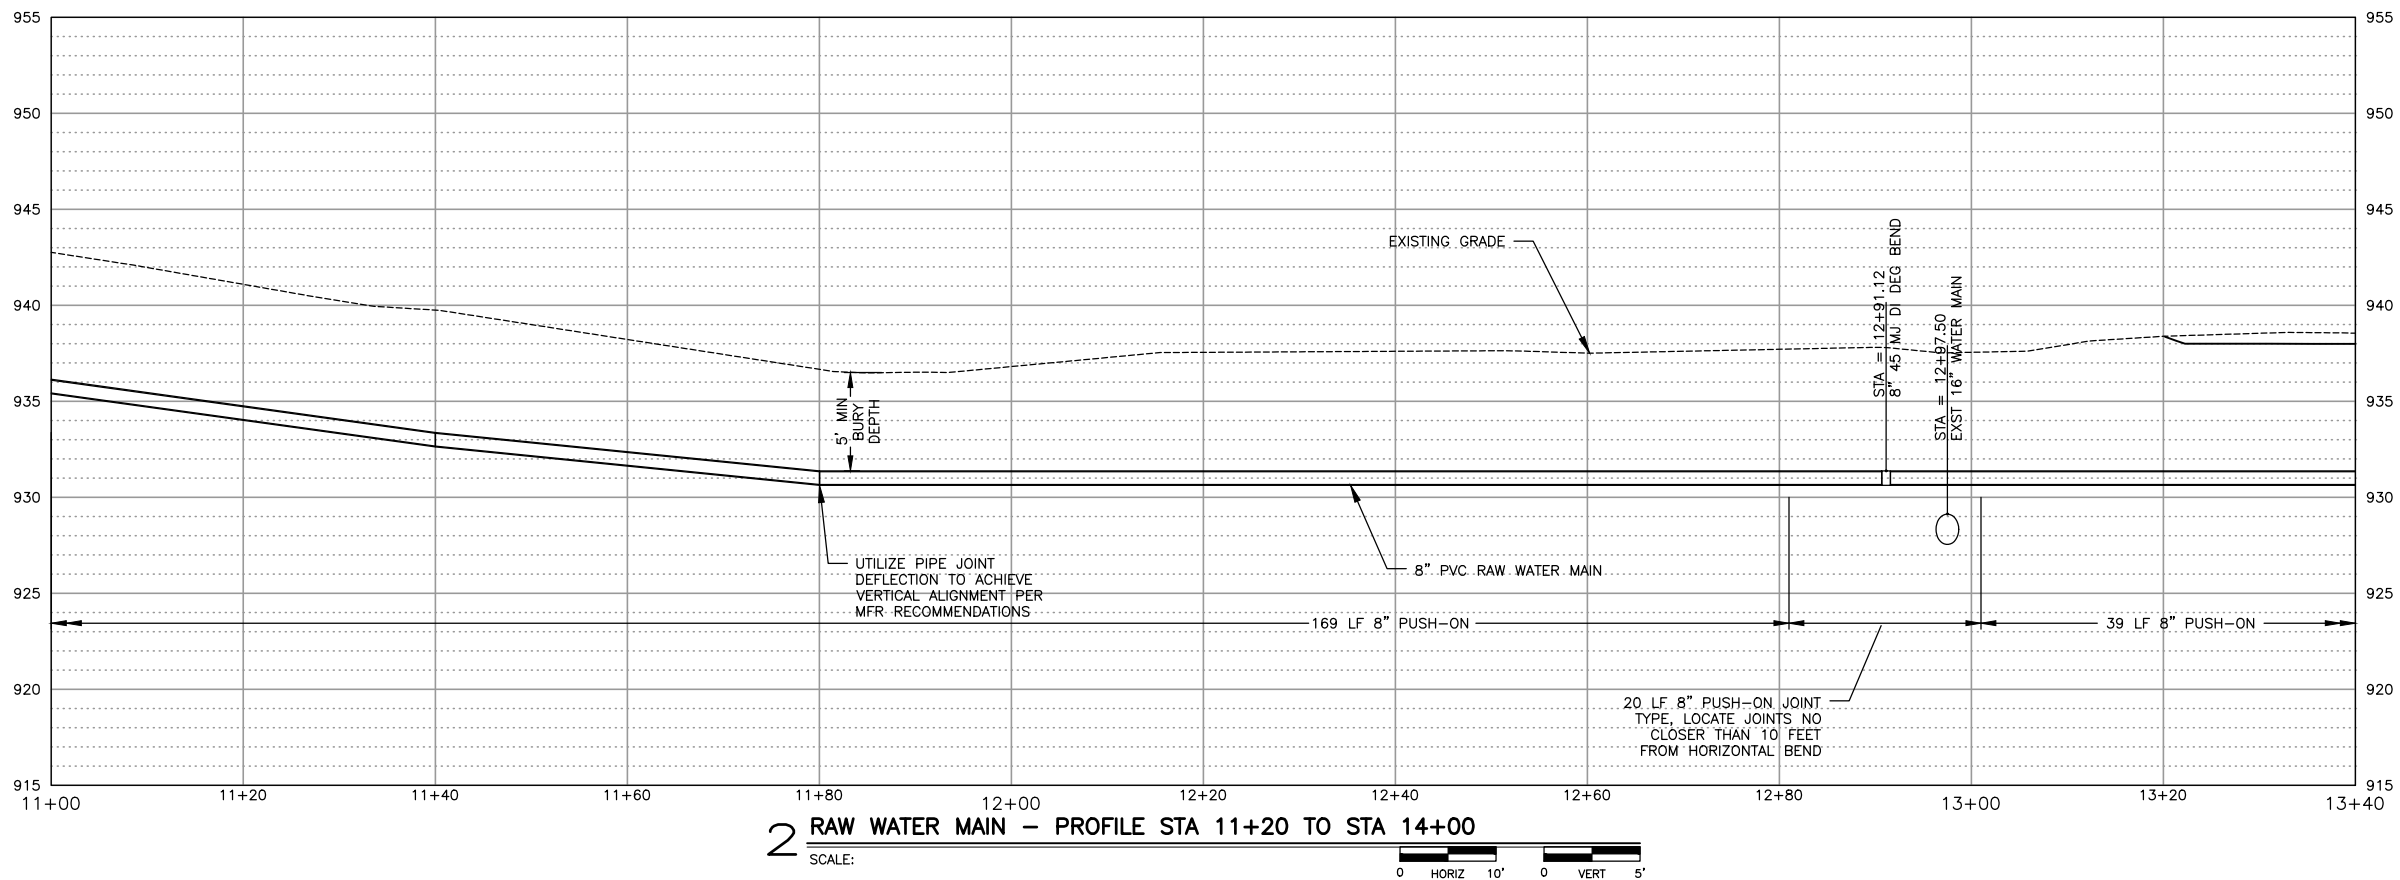 955 955
950 950
945 945
STA = 12+91.12
8" 45 MJ DI DEG BEND
EXISTING GRADE
STA = 12+97.50
EXST 16" WATER MAIN
940 940
935 935
5' MIN
BURY
DEPTH
930 930
UTILIZE PIPE JOINT
DEFLECTION TO ACHIEVE
VERTICAL ALIGNMENT PER
MFR RECOMMENDATIONS
8" PVC RAW WATER MAIN
925 925
169 LF 8" PUSH-ON 39 LF 8" PUSH-ON
920 920
20 LF 8" PUSH-ON JOINT
TYPE, LOCATE JOINTS NO
CLOSER THAN 10 FEET
FROM HORIZONTAL BEND
915 915
11+00 11+20 11+40 11+60 11+80 12+00 12+20 12+40 12+60 12+80 13+00 13+20 13+40
2 RAW WATER MAIN - PROFILE STA 11+20 TO STA 14+00
SCALE:
0 HORIZ 10' 0 VERT 5'